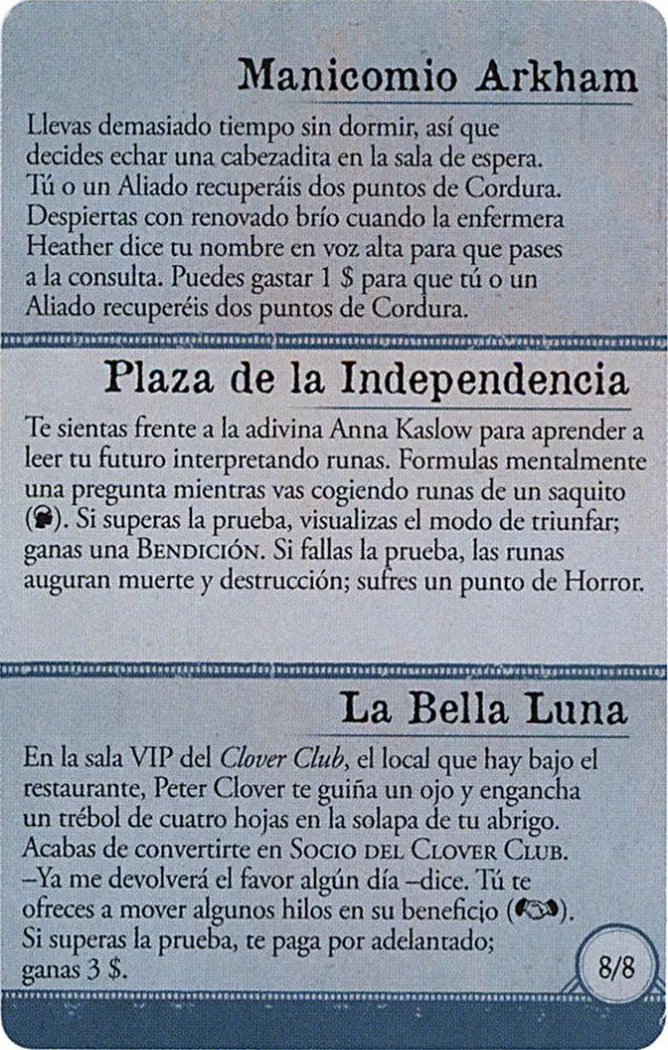 Manicomio Arkham
Llevas demasiado tiempo sin dormir, así que
decides echar una cabezadita en la sala de espera.
Tú o un Aliado recuperáis dos puntos de Cordura.
Despiertas con renovado brío cuando la enfermera
Heather dice tu nombre en voz alta para que pases
a la consulta. Puedes gastar 1 $ para que tú o un
Aliado recuperéis dos puntos de Cordura.
Plaza de la Independencia
Te sientas frente a la adivina Anna Kaslow para aprender a
leer tu futuro interpretando runas. Formulas mentalmente
una pregunta mientras vas cogiendo runas de un saquito
(). Si superas la prueba, visualizas el modo de triunfar;
ganas una BENDICIÓN. Si fallas la prueba, las runas
auguran muerte y destrucción; sufres un punto de Horror.
La Bella Luna
En la sala VIP del Clover Club, el local que hay bajo el
restaurante, Peter Clover te guiña un ojo y engancha
un trébol de cuatro hojas en la solapa de tu abrigo.
Acabas de convertirte en SOCIO DEL CLOVER CLUB.
–Ya me devolverá el favor algún día –dice. Tú te
ofreces a mover algunos hilos en su beneficio ().
Si superas la prueba, te paga por adelantado;
ganas 3 $.
8/8